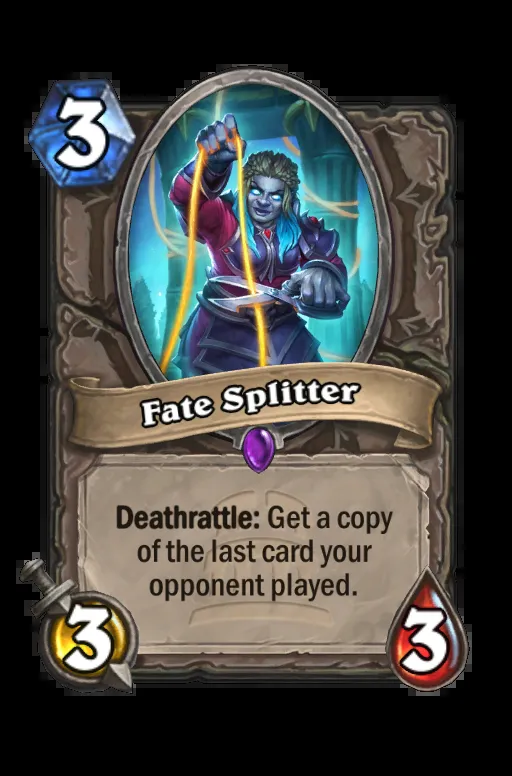 3
Fate Splitter
Deathrattle: Get a copy
of the last card your
opponent played.
3
3